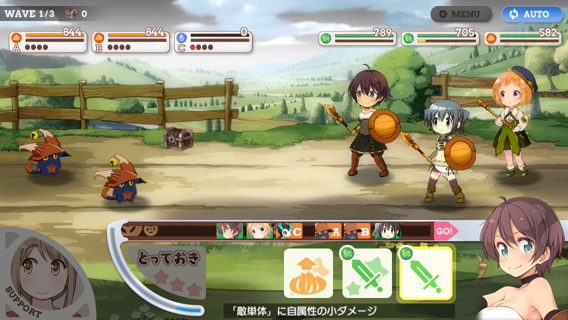 WAVE 1/3 0
MENU
AUTO
A 844
B 844
C 0
789
705
582
C
A
B
GO!
とっておき
SUPPORT
「敵単体」に自属性の小ダメージ